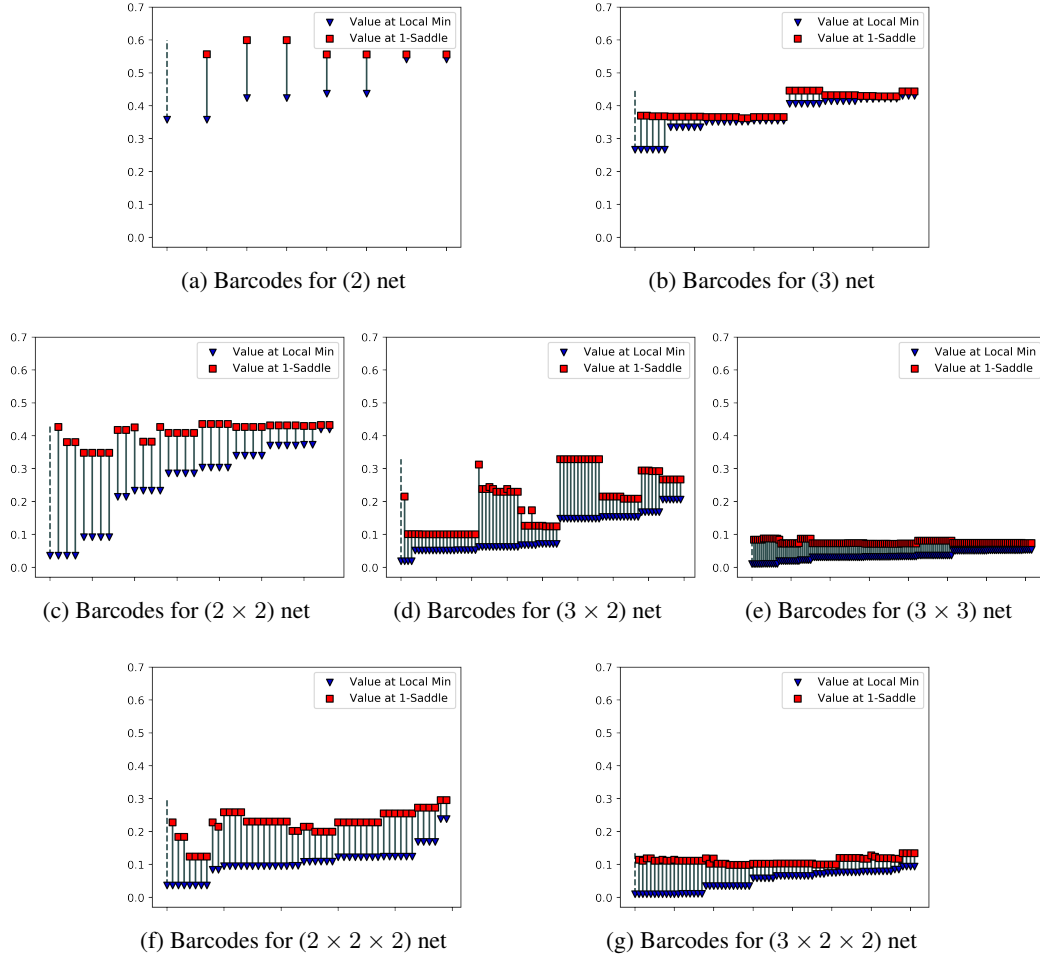 0.7
0.6
0.5
0.4
0.3
0.2
0.1
0.0
Value at Local Min
Value at 1-Saddle
(a) Barcodes for (2) net
0.7
0.6
0.5
0.4
0.3
0.2
0.1
0.0
Value at Local Min
Value at 1-Saddle
(b) Barcodes for (3) net
0.7
0.6
0.5
0.4
0.3
0.2
0.1
0.0
Value at Local Min
Value at 1-Saddle
(c) Barcodes for (2 × 2) net
0.7
0.6
0.5
0.4
0.3
0.2
0.1
0.0
Value at Local Min
Value at 1-Saddle
(d) Barcodes for (3 × 2) net
0.7
0.6
0.5
0.4
0.3
0.2
0.1
0.0
Value at Local Min
Value at 1-Saddle
(e) Barcodes for (3 × 3) net
0.7
0.6
0.5
0.4
0.3
0.2
0.1
0.0
Value at Local Min
Value at 1-Saddle
(f) Barcodes for (2 × 2 × 2) net
0.7
0.6
0.5
0.4
0.3
0.2
0.1
0.0
Value at Local Min
Value at 1-Saddle
(g) Barcodes for (3 × 2 × 2) net